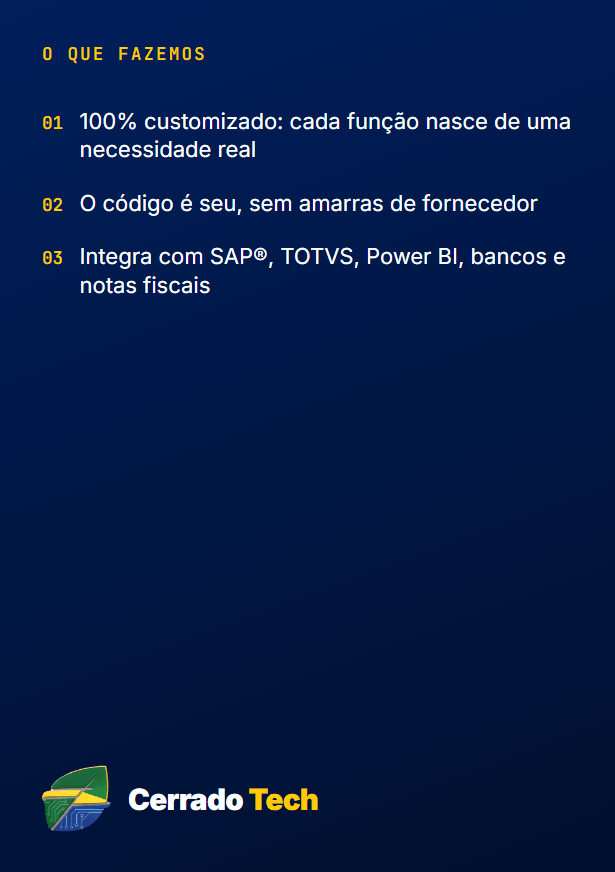 O QUE FAZEMOS
01 100% customizado: cada função nasce de uma
necessidade real
02 O código é seu, sem amarras de fornecedor
03 Integra com SAP®, TOTVS, Power BI, bancos e
notas fiscais
Cerrado Tech